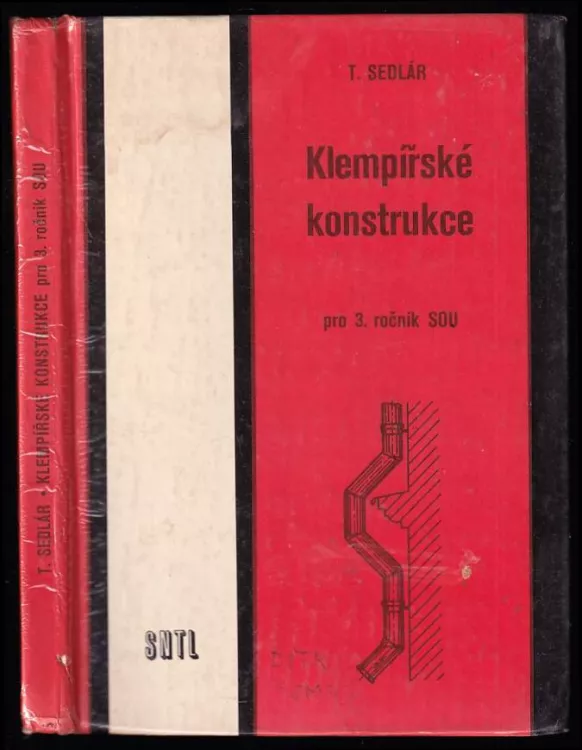 T. SEDLÁR • KLEMPÍŘSKÉ KONSTRUKCE pro 3. ročník SOU
T. SEDLÁR
Klempířské
konstrukce
pro 3. ročník SOU
SNTL